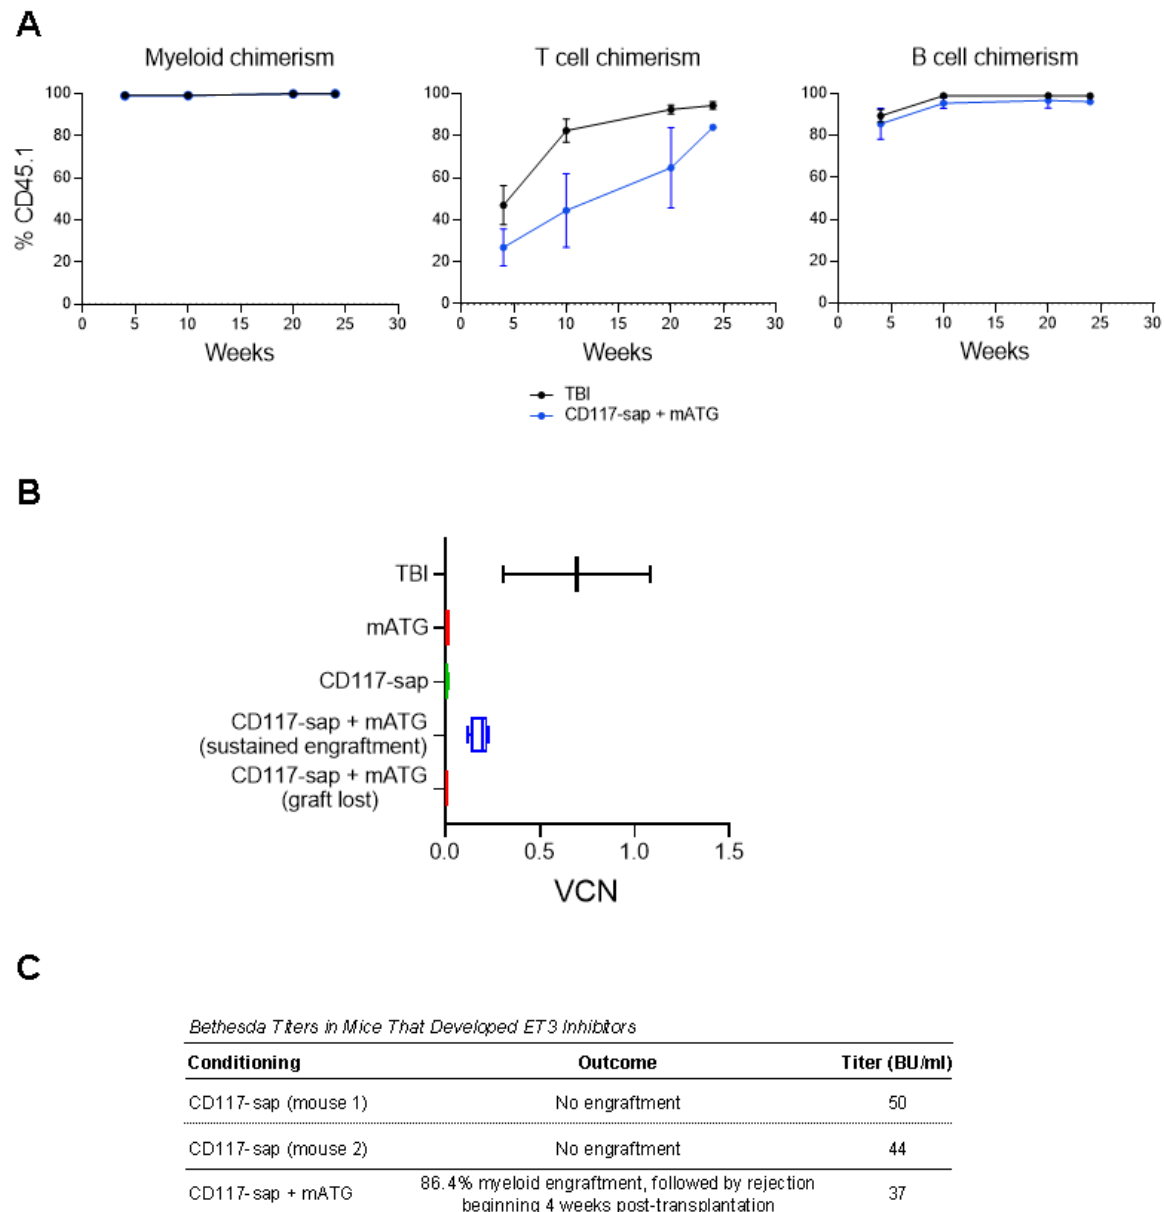 A
Myeloid chimerism
T cell chimerism
B cell chimerism
% CD45.1
100
80
60
40
20
0
0 5 10 15 20 25 30
Weeks
100
80
60
40
20
0
0 5 10 15 20 25 30
Weeks
100
80
60
40
20
0
0 5 10 15 20 25 30
Weeks
TBI
CD117-sap + mATG
B
TBI
mATG
CD117-sap
CD117-sap + mATG
(sustained engraftment)
CD117-sap + mATG
(graft lost)
0.0 0.5 1.0 1.5
VCN
C
Bethesda Titers in Mice That Developed ET3 Inhibitors
Conditioning Outcome Titer (BU/ml)
CD117-sap (mouse 1) No engraftment 50
CD117-sap (mouse 2) No engraftment 44
CD117-sap + mATG 86.4% myeloid engraftment, followed by rejection 37
beginning 4 weeks post-transplantation